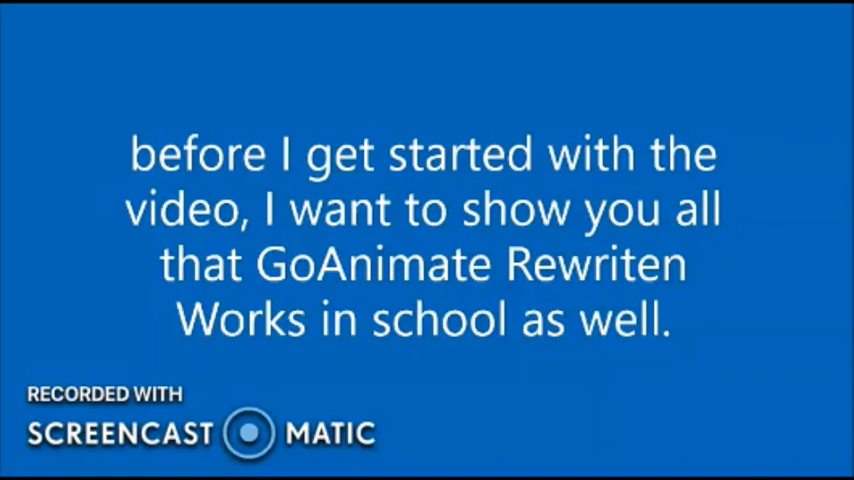 before I get started with the
video, I want to show you all
that GoAnimate Rewriten
Works in school as well.
RECORDED WITH
SCREENCAST MATIC